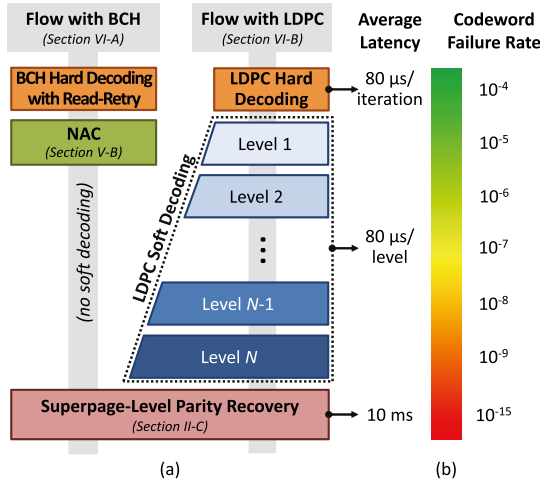 Flow with BCH
(Section VI-A)
Flow with LDPC
(Section VI-B)
Average
Latency
Codeword
Failure Rate
BCH Hard Decoding
with Read-Retry
LDPC Hard
Decoding
80 µs/
iteration
NAC
(Section V-B)
(no soft decoding)
LDPC Soft Decoding
Level 1
Level 2
Level N-1
Level N
80 µs/
level
Superpage-Level Parity Recovery
(Section II-C)
10 ms
10⁻⁴
10⁻⁵
10⁻⁶
10⁻⁷
10⁻⁸
10⁻⁹
10⁻¹⁵
(a)
(b)